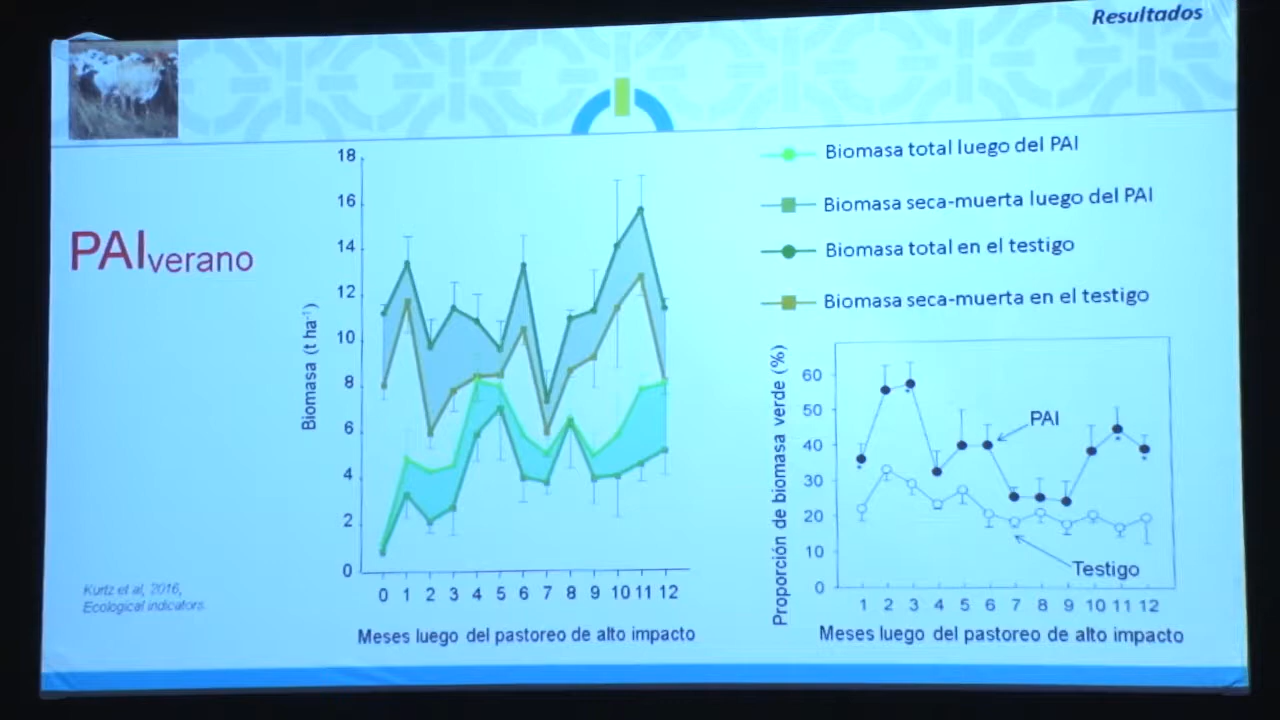 Resultados
PAIverano
Biomasa total luego del PAI
Biomasa seca-muerta luego del PAI
Biomasa total en el testigo
Biomasa seca-muerta en el testigo
Biomasa (t ha⁻¹)
18
16
14
12
10
8
6
4
2
0
0 1 2 3 4 5 6 7 8 9 10 11 12
Meses luego del pastoreo de alto impacto
Proporción de biomasa verde (%)
60
50
40
30
20
10
0
PAI
Testigo
1 2 3 4 5 6 7 8 9 10 11 12
Meses luego del pastoreo de alto impacto
Kurtz et al, 2016,
Ecological indicators.